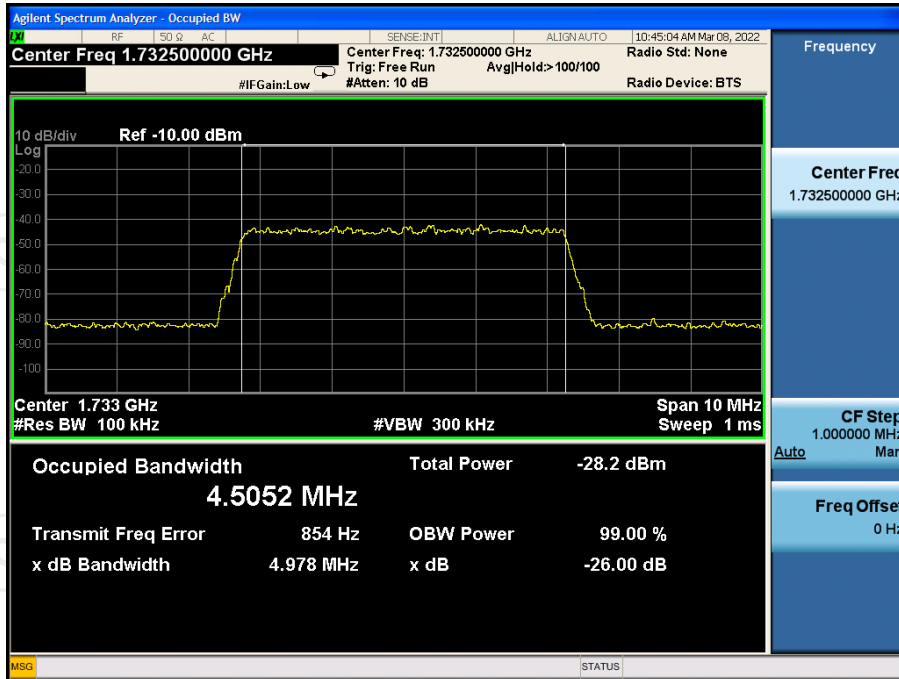 Agilent Spectrum Analyzer - Occupied BW
LXI RF 50 Ω AC SENSE:INT ALIGN AUTO 10:45:04 AM Mar 08, 2022
Center Freq 1.732500000 GHz Center Freq: 1.732500000 GHz Radio Std: None
Trig: Free Run Avg|Hold:>100/100
#IFGain:Low #Atten: 10 dB Radio Device: BTS
10 dB/div Ref -10.00 dBm
Log
-20.0
-30.0
-40.0
-50.0
-60.0
-70.0
-80.0
-90.0
-100
Center 1.733 GHz Span 10 MHz
#Res BW 100 kHz #VBW 300 kHz Sweep 1 ms
Occupied Bandwidth Total Power -28.2 dBm
4.5052 MHz
Transmit Freq Error 854 Hz OBW Power 99.00 %
x dB Bandwidth 4.978 MHz x dB -26.00 dB
MSG STATUS
Frequency
Center Freq
1.732500000 GHz
CF Step
1.000000 MHz
Auto Man
Freq Offset
0 Hz